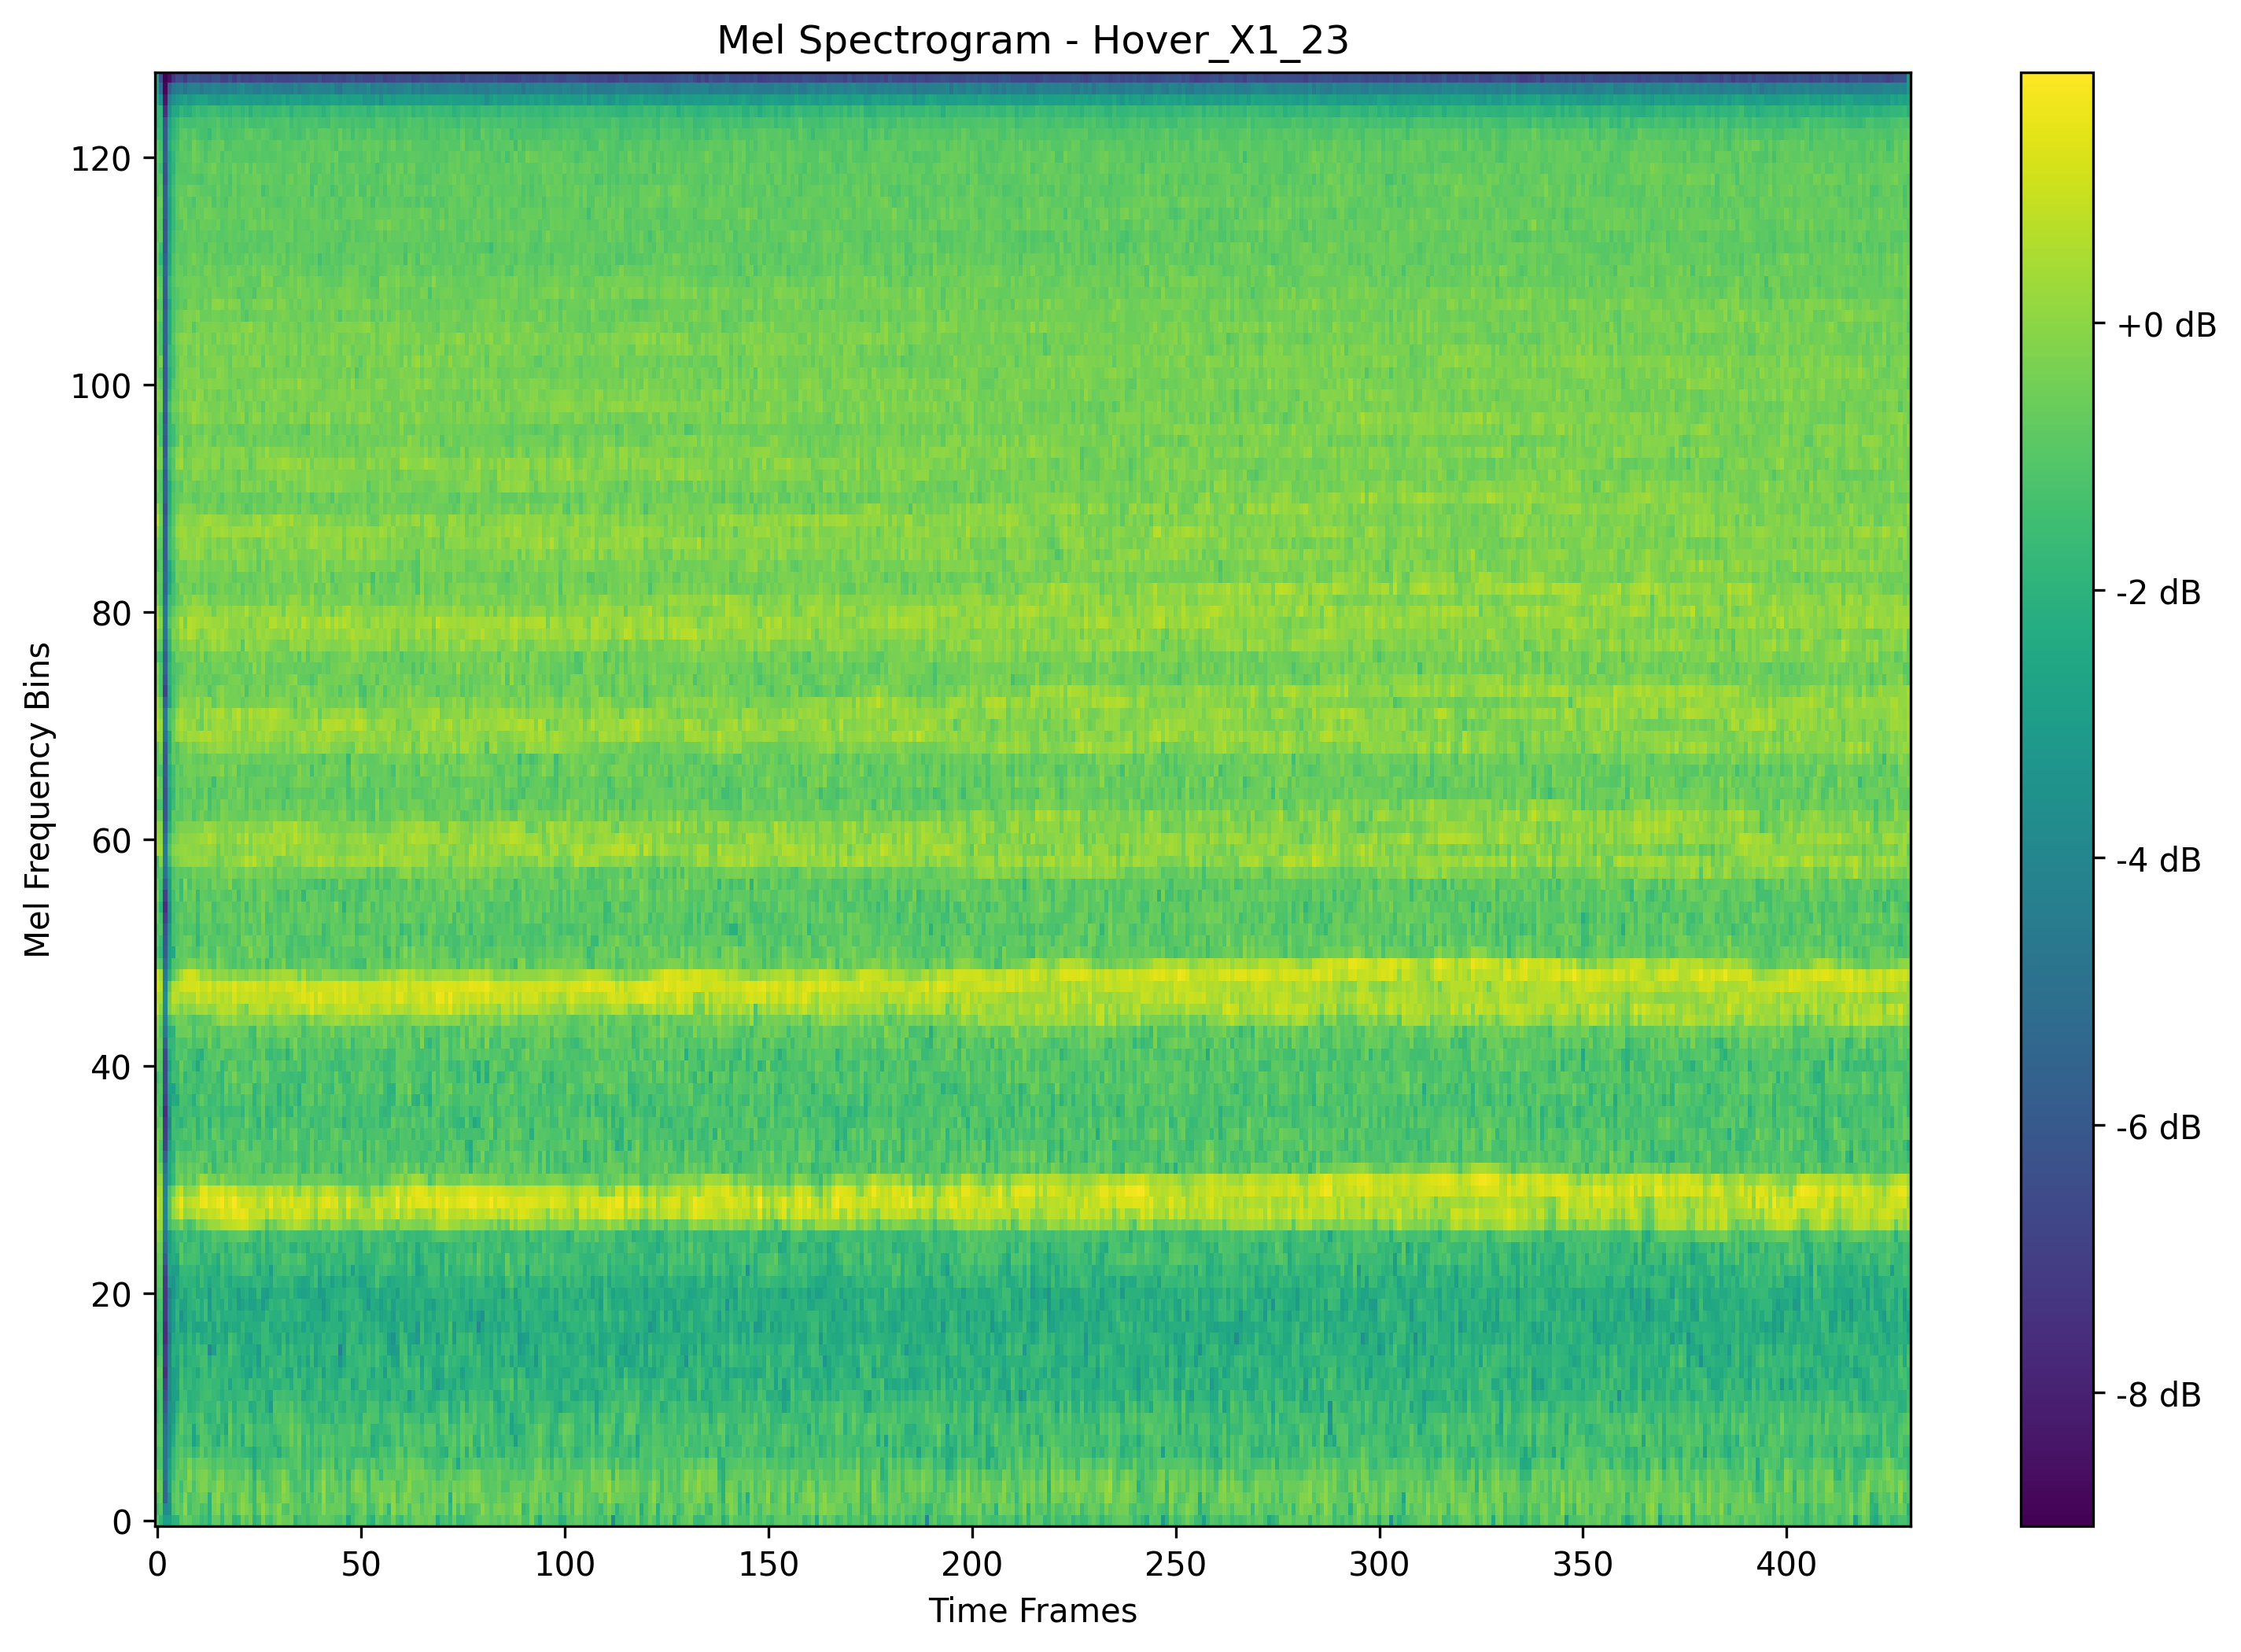 Mel Spectrogram - Hover_X1_23
Mel Frequency Bins
120
100
80
60
40
20
0
0 50 100 150 200 250 300 350 400
Time Frames
+0 dB
-2 dB
-4 dB
-6 dB
-8 dB